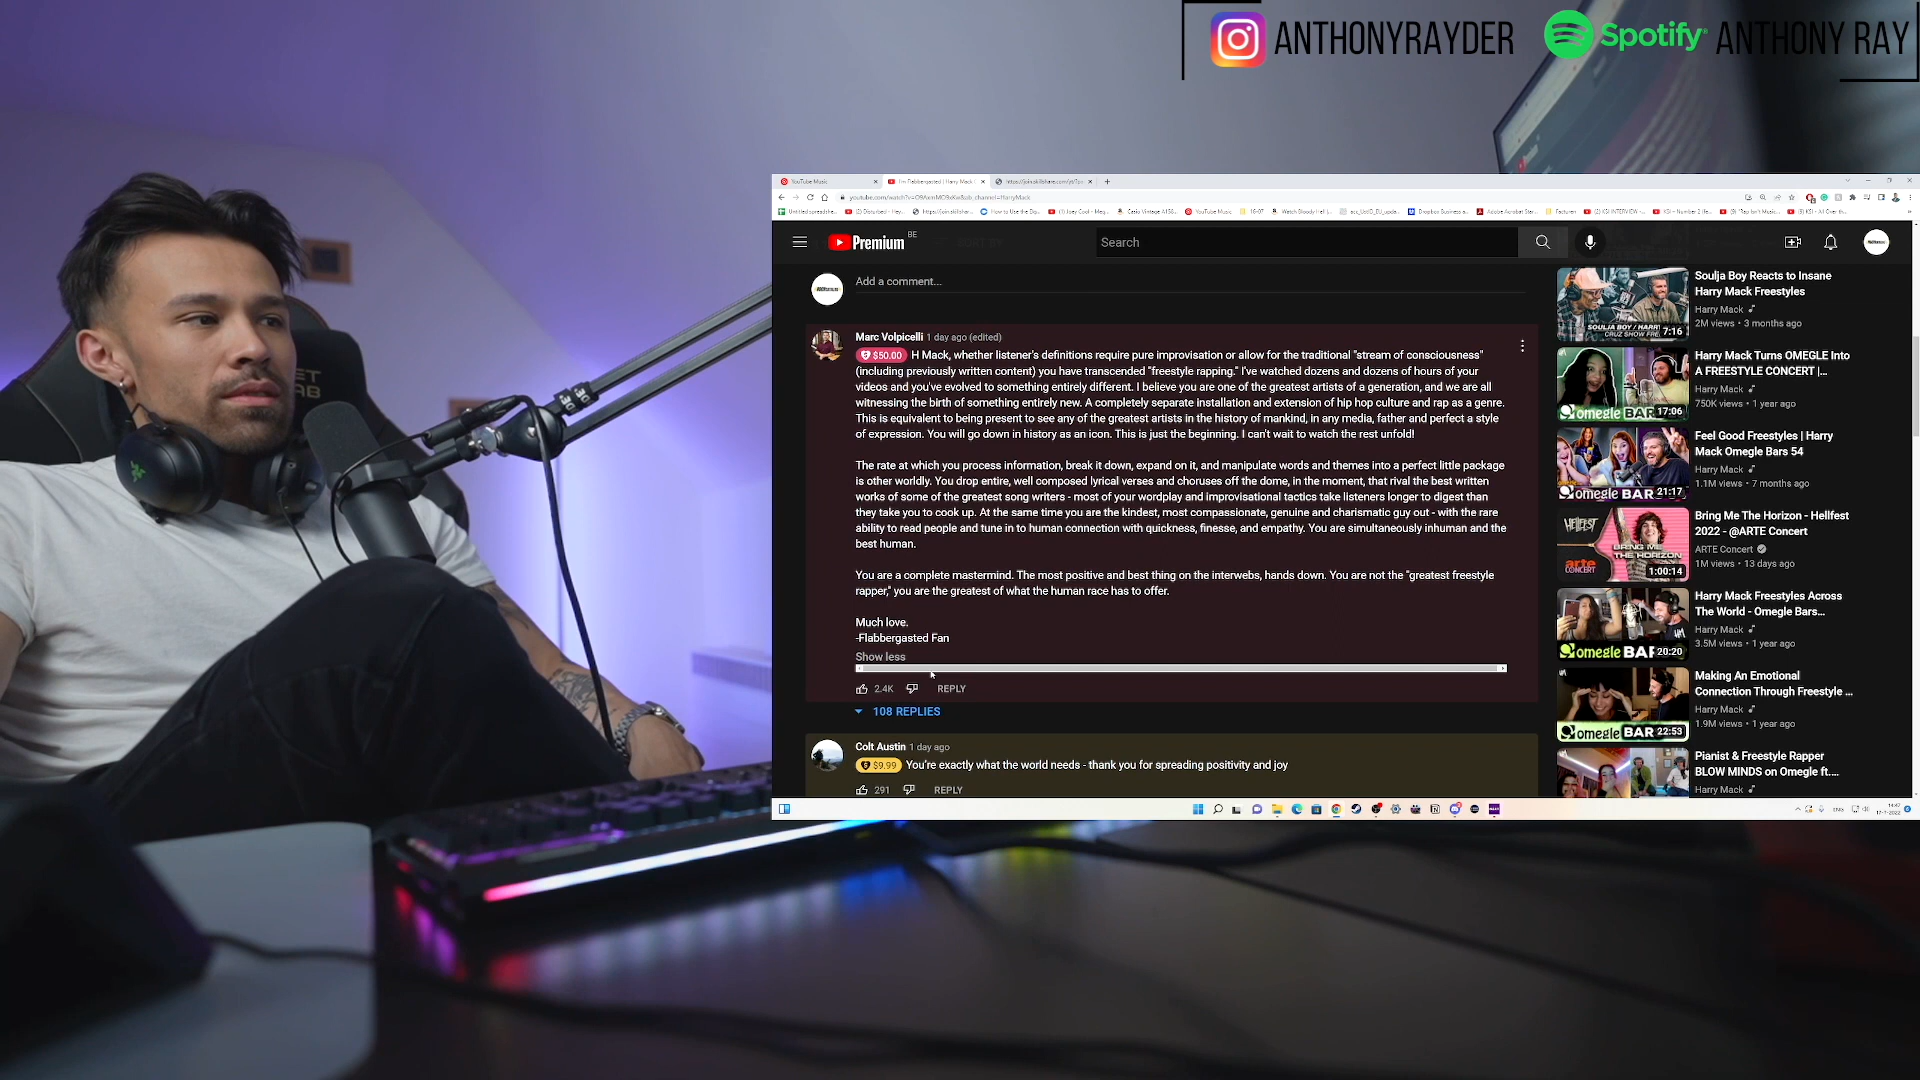 ANTHONYRAYDER
Spotify
ANTHONY RAY
YouTube Music
I'm Flabbergasted | Harry Mack
Premium BE
Search
Add a comment...
Marc Volpicelli 1 day ago (edited)
$50.00 H Mack, whether listener's definitions require pure improvisation or allow for the traditional "stream of consciousness"
(including previously written content) you have transcended "freestyle rapping." I've watched dozens and dozens of hours of your
videos and you've evolved to something entirely different. I believe you are one of the greatest artists of a generation, and we are all
witnessing the birth of something entirely new. A completely separate installation and extension of hip hop culture and rap as a genre.
This is equivalent to being present to see any of the greatest artists in the history of mankind, in any media, father and perfect a style
of expression. You will go down in history as an icon. This is just the beginning. I can't wait to watch the rest unfold!
The rate at which you process information, break it down, expand on it, and manipulate words and themes into a perfect little package
is other worldly. You drop entire, well composed lyrical verses and choruses off the dome, in the moment, that rival the best written
works of some of the greatest song writers - most of your wordplay and improvisational tactics take listeners longer to digest than
they take you to cook up. At the same time you are the kindest, most compassionate, genuine and charismatic guy out - with the rare
ability to read people and tune in to human connection with quickness, finesse, and empathy. You are simultaneously inhuman and the
best human.
You are a complete mastermind. The most positive and best thing on the interwebs, hands down. You are not the "greatest freestyle
rapper," you are the greatest of what the human race has to offer.
Much love.
-Flabbergasted Fan
Show less
2.4K REPLY
108 REPLIES
Colt Austin 1 day ago
$9.99 You're exactly what the world needs - thank you for spreading positivity and joy
291 REPLY
Soulja Boy Reacts to Insane
Harry Mack Freestyles
Harry Mack
2M views • 3 months ago
7:16
Harry Mack Turns OMEGLE Into
A FREESTYLE CONCERT |...
Harry Mack
750K views • 1 year ago
omegle BAR 17:06
Feel Good Freestyles | Harry
Mack Omegle Bars 54
Harry Mack
1.1M views • 7 months ago
omegle BAR 21:17
Bring Me The Horizon - Hellfest
2022 - @ARTE Concert
ARTE Concert
1M views • 13 days ago
HELLFEST
BRING ME
THE HORIZON
arte
CONCERT
1:00:14
Harry Mack Freestyles Across
The World - Omegle Bars...
Harry Mack
3.5M views • 1 year ago
omegle BAR 20:20
Making An Emotional
Connection Through Freestyle ...
Harry Mack
1.9M views • 1 year ago
omegle BAR 22:53
Pianist & Freestyle Rapper
BLOW MINDS on Omegle ft....
Harry Mack